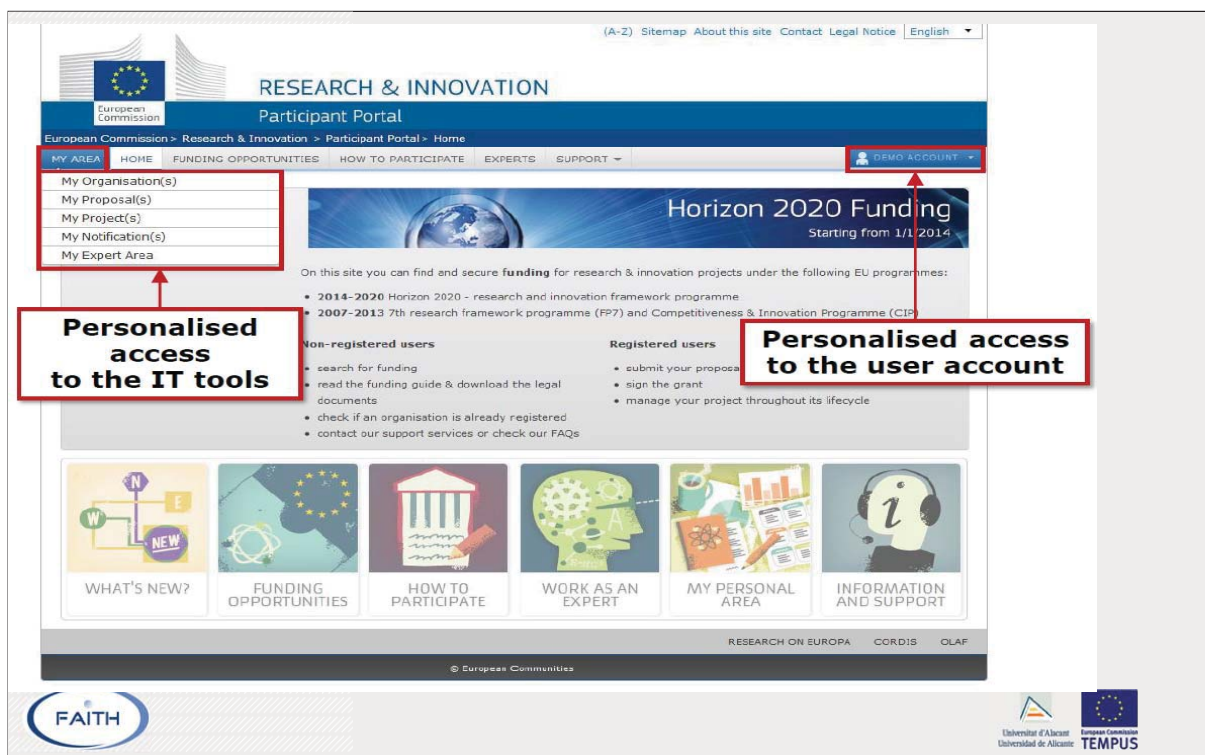 (A-Z) Sitemap About this site Contact Legal Notice English
European
Commission
RESEARCH & INNOVATION
Participant Portal
European Commission > Research & Innovation > Participant Portal > Home
MY AREA HOME FUNDING OPPORTUNITIES HOW TO PARTICIPATE EXPERTS SUPPORT DEMO ACCOUNT
My Organisation(s)
My Proposal(s)
My Project(s)
My Notification(s)
My Expert Area
Horizon 2020 Funding
Starting from 1/1/2014
On this site you can find and secure funding for research & innovation projects under the following EU programmes:
• 2014-2020 Horizon 2020 - research and innovation framework programme
• 2007-2013 7th research framework programme (FP7) and Competitiveness & Innovation Programme (CIP)
Personalised
access
to the IT tools
Personalised access
to the user account
Non-registered users
• search for funding
• read the funding guide & download the legal
documents
• check if an organisation is already registered
• contact our support services or check our FAQs
Registered users
• submit your proposa
• sign the grant
• manage your project throughout its lifecycle
N
E
W
NEW
A
i
WHAT'S NEW?
FUNDING
OPPORTUNITIES
HOW TO
PARTICIPATE
WORK AS AN
EXPERT
MY PERSONAL
AREA
INFORMATION
AND SUPPORT
RESEARCH ON EUROPA CORDIS OLAF
© European Communities
FAITH
Universitat d'Alacant
Universidad de Alicante
European Commission
TEMPUS